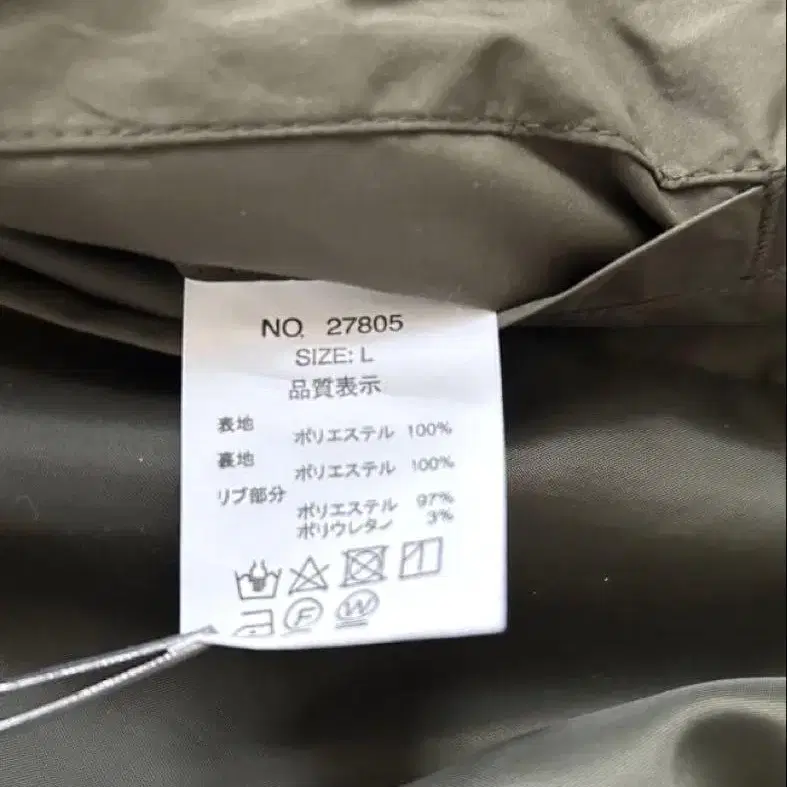 NO. 27805
SIZE: L
品質表示
表地
ポリエステル 100%
裏地
ポリエステル 100%
リブ部分
ポリエステル 97%
ポリウレタン 3%
F W